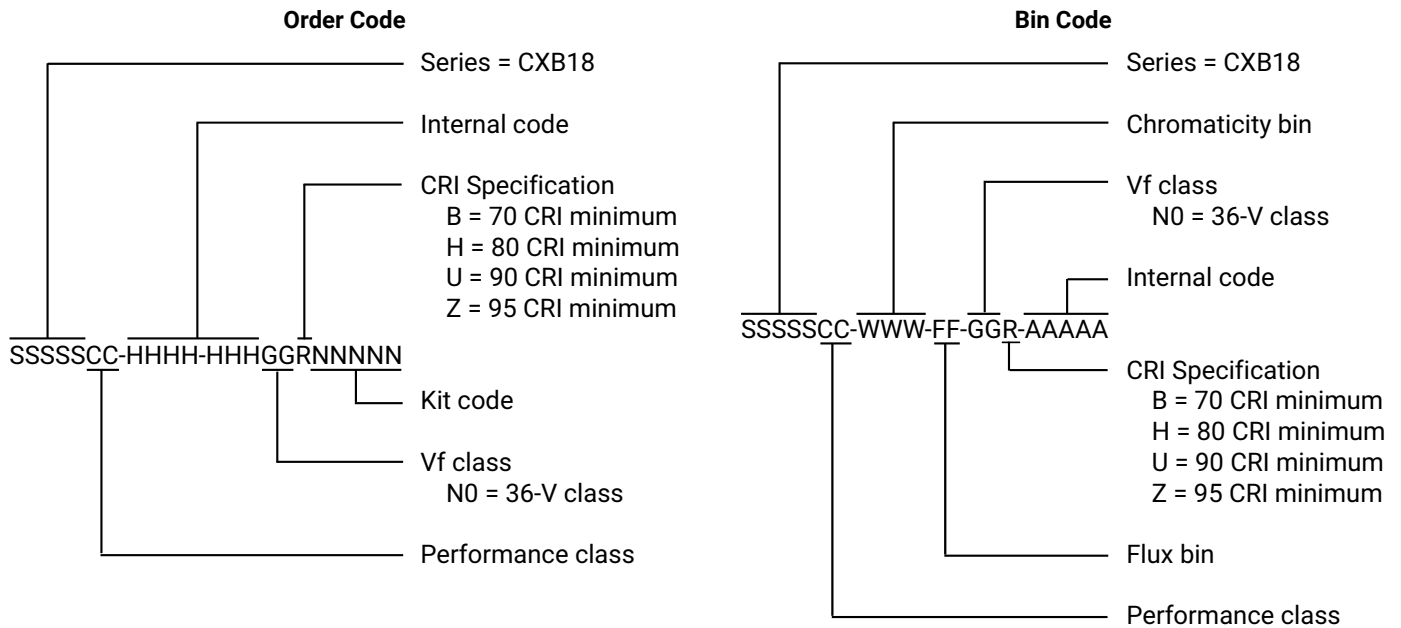 Order Code
Series = CXB18
Internal code
CRI Specification
B = 70 CRI minimum
H = 80 CRI minimum
U = 90 CRI minimum
Z = 95 CRI minimum
SSSSSCC-HHHH-HHHGGRNNNNN
Kit code
Vf class
N0 = 36-V class
Performance class
Bin Code
Series = CXB18
Chromaticity bin
Vf class
N0 = 36-V class
Internal code
SSSSSCC-WWW-FF-GGR-AAAAA
CRI Specification
B = 70 CRI minimum
H = 80 CRI minimum
U = 90 CRI minimum
Z = 95 CRI minimum
Flux bin
Performance class